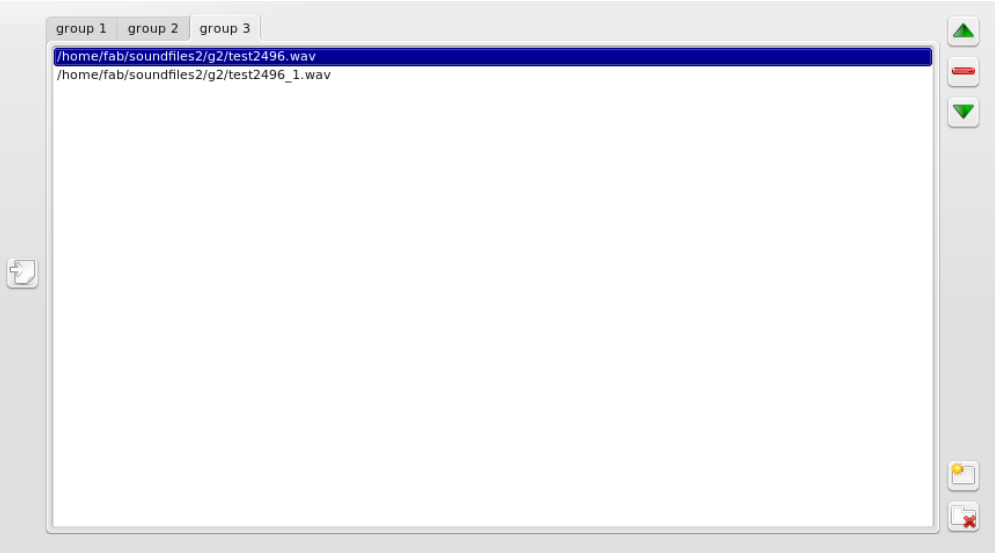 group 1 group 2 group 3
/home/fab/soundfiles2/g2/test2496.wav
/home/fab/soundfiles2/g2/test2496_1.wav